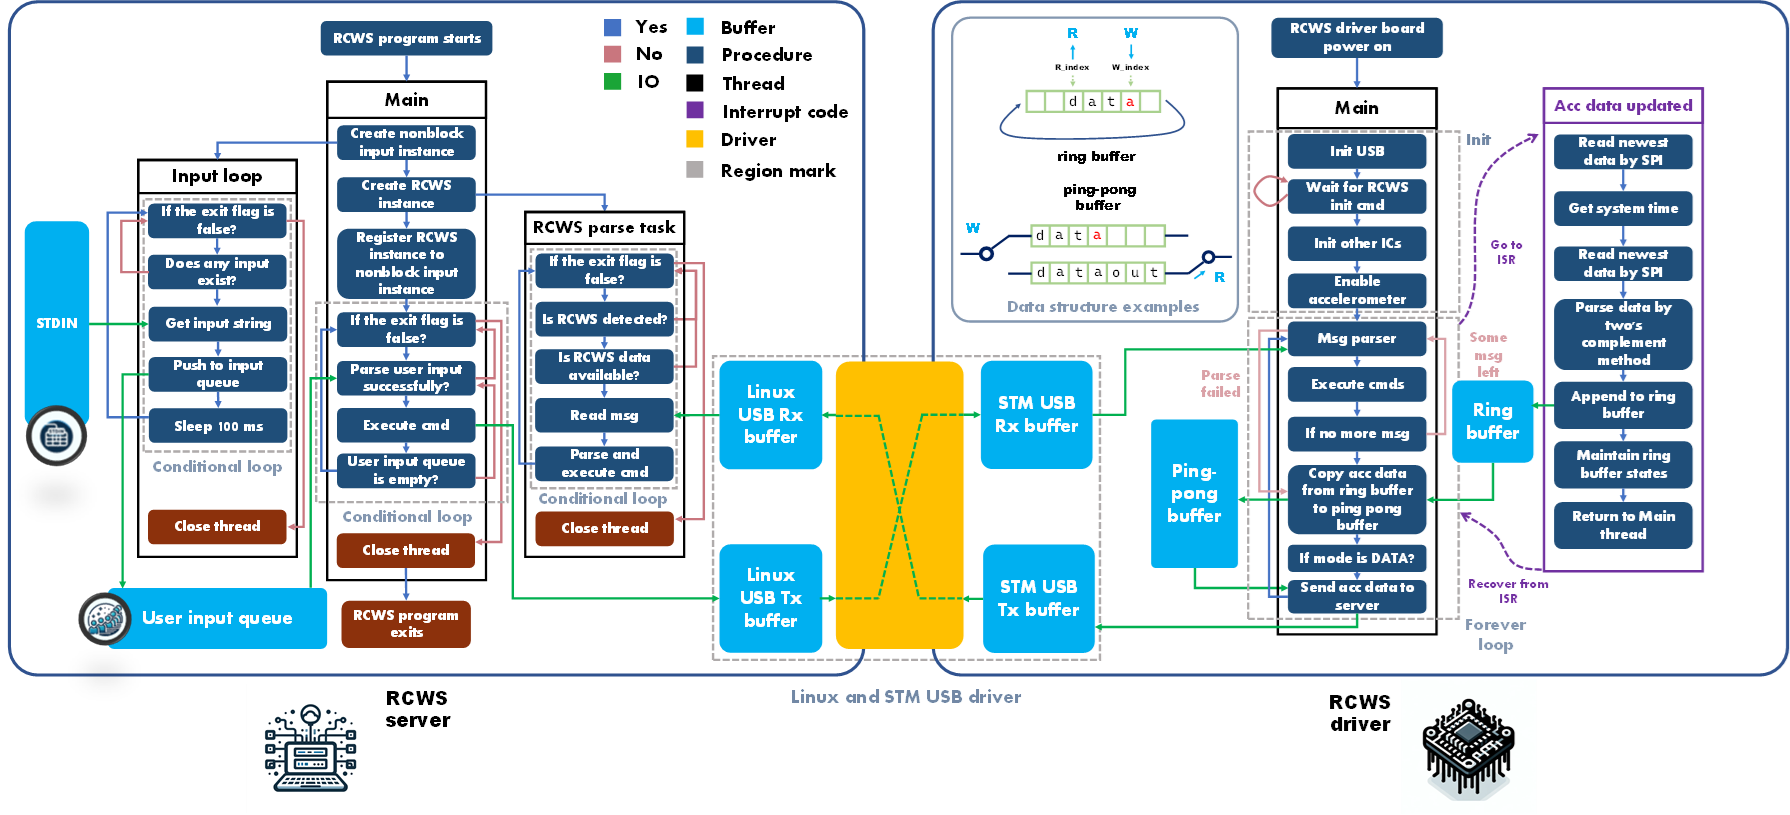 RCWS program starts
Yes
No
IO
Buffer
Procedure
Thread
Interrupt code
Driver
Region mark
Main
Create nonblock
input instance
Create RCWS
instance
Register RCWS
instance to
nonblock input
instance
If the exit flag is
false?
Parse user input
successfully?
Execute cmd
User input queue
is empty?
Conditional loop
Close thread
RCWS program
exits
Input loop
If the exit flag is
false?
Does any input
exist?
Get input string
Push to input
queue
Sleep 100 ms
Conditional loop
Close thread
STDIN
User input queue
RCWS parse task
If the exit flag is
false?
Is RCWS detected?
Is RCWS data
available?
Read msg
Parse and
execute cmd
Conditional loop
Close thread
Linux
USB Rx
buffer
Linux
USB Tx
buffer
STM USB
Rx buffer
STM USB
Tx buffer
Linux and STM USB driver
R
W
R_index
W_index
d a t a
ring buffer
ping-pong
buffer
W
d a t a
d a t a o u t
R
Data structure examples
RCWS driver board
power on
Main
Init USB
Wait for RCWS
init cmd
Init other ICs
Enable
accelerometer
Init
Msg parser
Execute cmds
If no more msg
Copy acc data
from ring buffer
to ping pong
buffer
If mode is DATA?
Send acc data to
server
Forever
loop
Parse
failed
Some
msg
left
Ping-
pong
buffer
Ring
buffer
Go to
ISR
Recover from
ISR
Acc data updated
Read newest
data by SPI
Get system time
Read newest
data by SPI
Parse data by
two's
complement
method
Append to ring
buffer
Maintain ring
buffer states
Return to Main
thread
RCWS
server
RCWS
driver